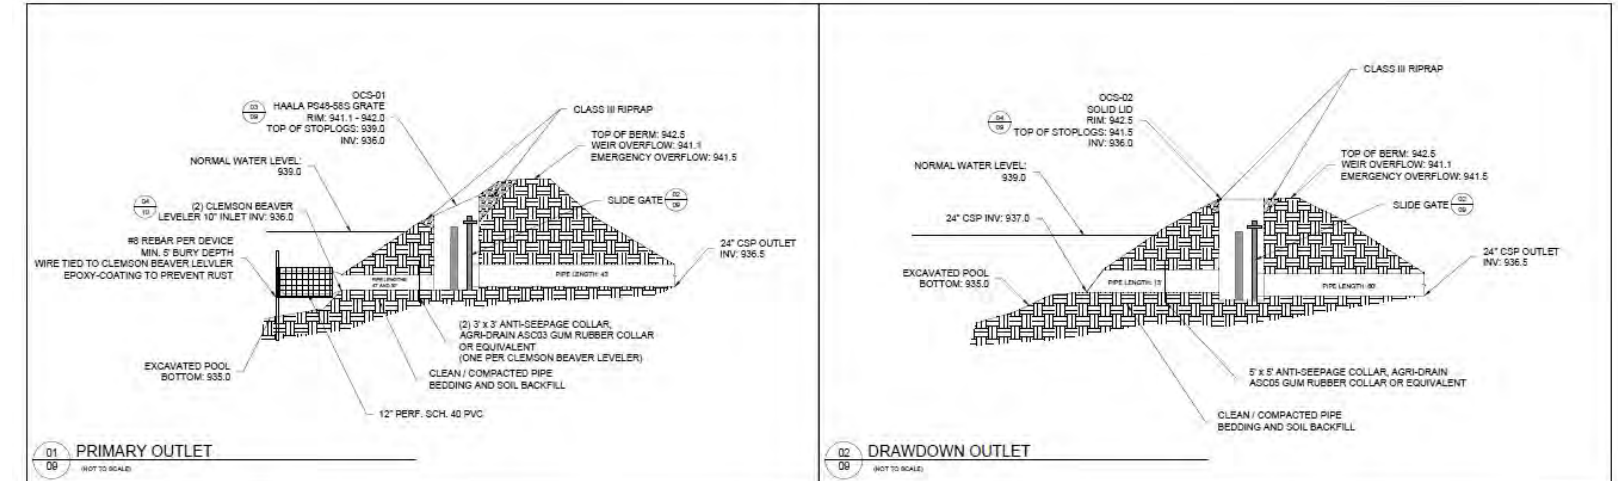 OCS-01
03
09
HAALA PS48-58S GRATE
RIM: 941.1 - 942.0
TOP OF STOPLOGS: 939.0
INV: 936.0
CLASS III RIPRAP
TOP OF BERM: 942.5
WEIR OVERFLOW: 941.1
EMERGENCY OVERFLOW: 941.5
NORMAL WATER LEVEL:
939.0
SLIDE GATE
02
09
04
10
(2) CLEMSON BEAVER
LEVELER 10" INLET INV: 936.0
#8 REBAR PER DEVICE
MIN. 5' BURY DEPTH
WIRE TIED TO CLEMSON BEAVER LELVLER
EPOXY-COATING TO PREVENT RUST
24" CSP OUTLET
INV: 936.5
PIPE LENGTHS:
PIPE LENGTH: 45'
(2) 3' x 3' ANTI-SEEPAGE COLLAR,
AGRI-DRAIN ASC03 GUM RUBBER COLLAR
OR EQUIVALENT
(ONE PER CLEMSON BEAVER LEVELER)
EXCAVATED POOL
BOTTOM: 935.0
CLEAN / COMPACTED PIPE
BEDDING AND SOIL BACKFILL
12" PERF. SCH. 40 PVC
01
09
PRIMARY OUTLET
(NOT TO SCALE)
CLASS III RIPRAP
OCS-02
SOLID LID
RIM: 942.5
TOP OF STOPLOGS: 941.5
INV: 936.0
04
09
TOP OF BERM: 942.5
WEIR OVERFLOW: 941.1
EMERGENCY OVERFLOW: 941.5
NORMAL WATER LEVEL:
939.0
SLIDE GATE
02
09
24" CSP INV: 937.0
24" CSP OUTLET
INV: 936.5
EXCAVATED POOL
BOTTOM: 935.0
PIPE LENGTH: 15'
PIPE LENGTH: 60'
5' x 5' ANTI-SEEPAGE COLLAR, AGRI-DRAIN
ASC05 GUM RUBBER COLLAR OR EQUIVALENT
CLEAN / COMPACTED PIPE
BEDDING AND SOIL BACKFILL
02
09
DRAWDOWN OUTLET
(NOT TO SCALE)